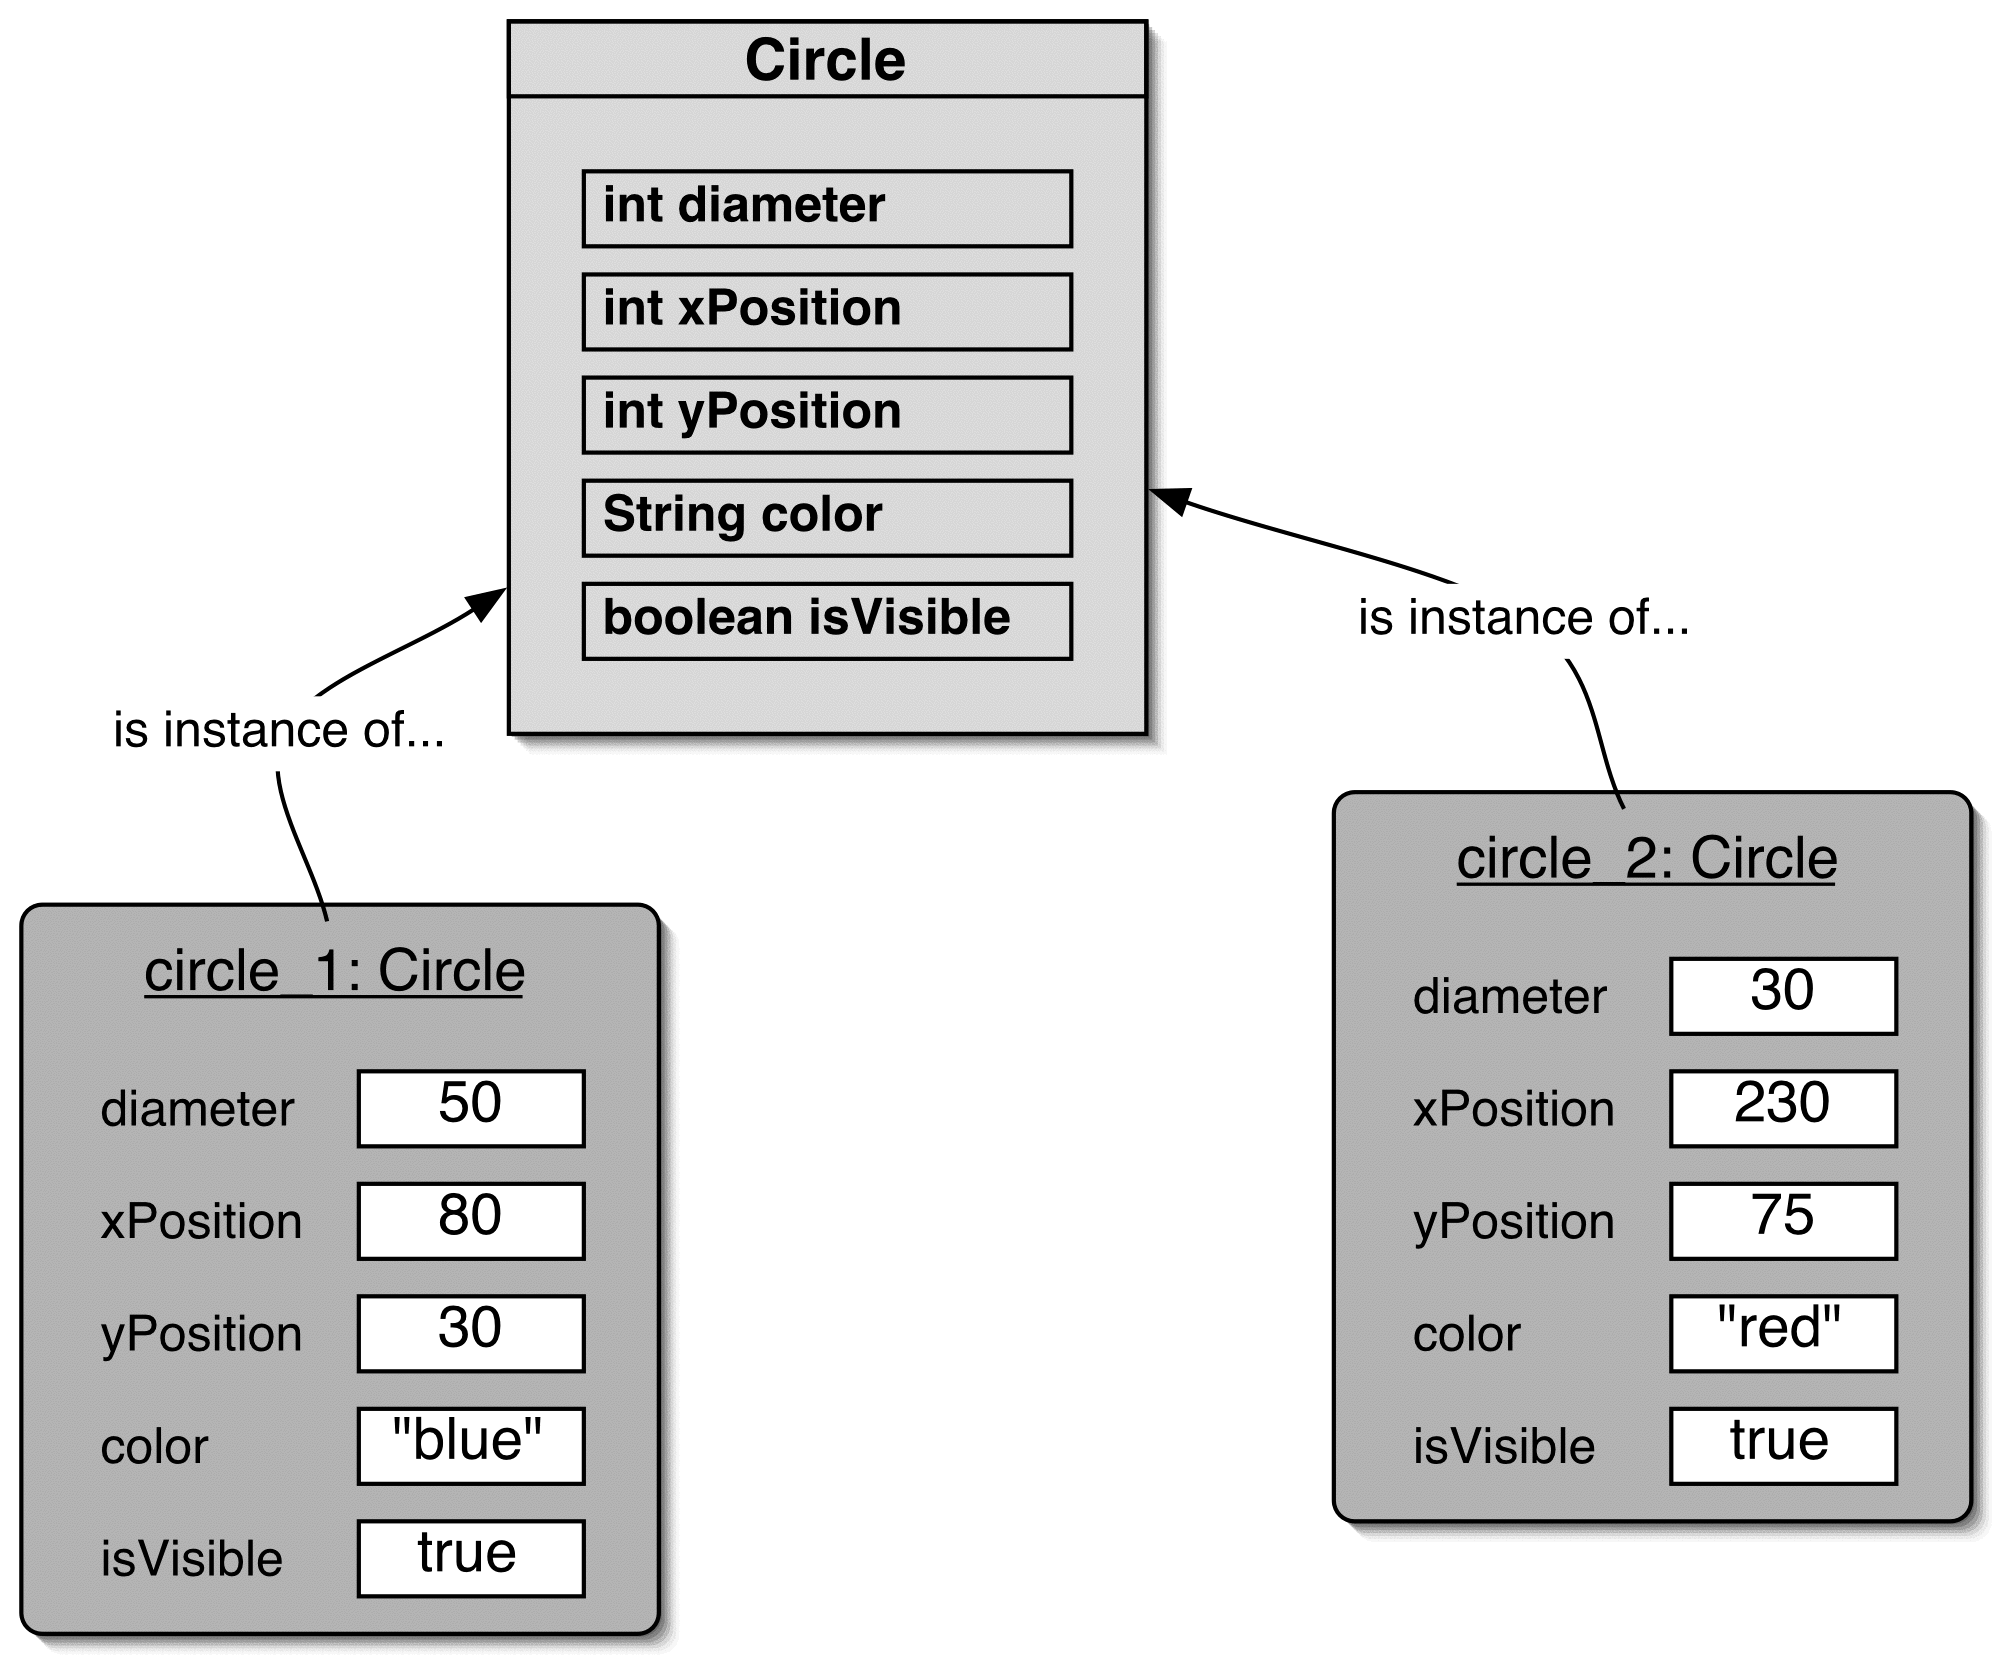 Circle
int diameter
int xPosition
int yPosition
String color
boolean isVisible
is instance of...
is instance of...
circle_1: Circle
diameter 50
xPosition 80
yPosition 30
color "blue"
isVisible true
circle_2: Circle
diameter 30
xPosition 230
yPosition 75
color "red"
isVisible true